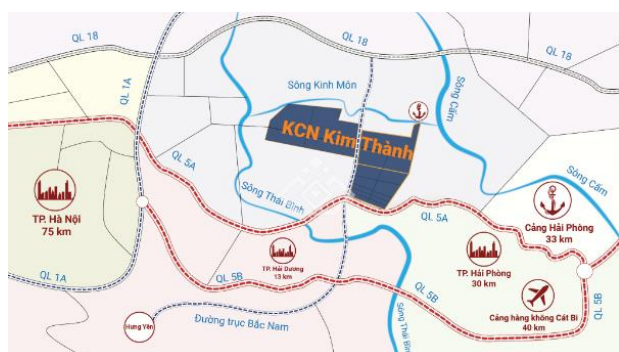 QL 18
QL 1A
QL 18
Sông Kinh Môn
Sông Cấm
KCN Kim Thành
QL 5A
Sông Thái Bình
Sông Cấm
TP. Hà Nội
75 km
QL 5A
Cảng Hải Phòng
33 km
TP. Hải Dương
13 km
TP. Hải Phòng
30 km
QL 1A
QL 5B
QL 5B
QL 5B
Cảng hàng không Cát Bi
40 km
Hưng Yên
Đường trục Bắc Nam
Sông Thái Bình